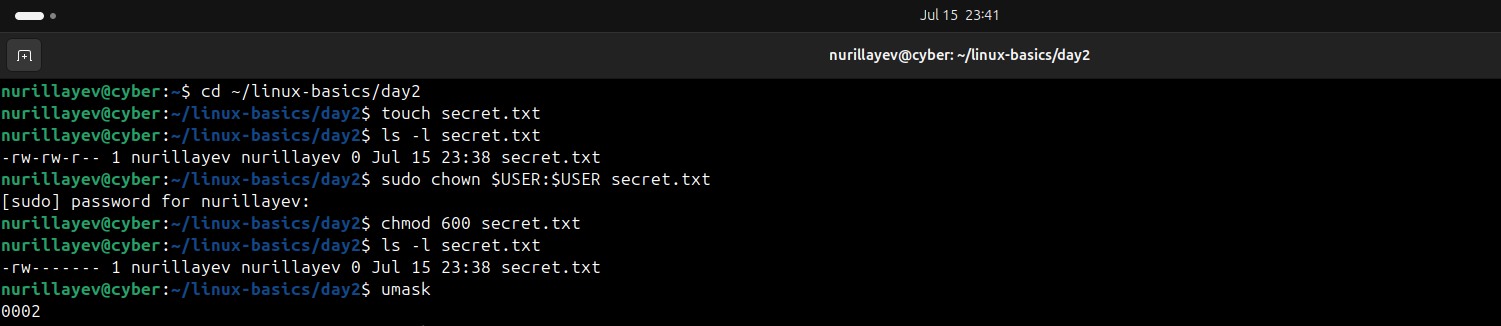 Jul 15 23:41
nurillayev@cyber: ~/linux-basics/day2
nurillayev@cyber:~$ cd ~/linux-basics/day2
nurillayev@cyber:~/linux-basics/day2$ touch secret.txt
nurillayev@cyber:~/linux-basics/day2$ ls -l secret.txt
-rw-rw-r-- 1 nurillayev nurillayev 0 Jul 15 23:38 secret.txt
nurillayev@cyber:~/linux-basics/day2$ sudo chown $USER:$USER secret.txt
[sudo] password for nurillayev:
nurillayev@cyber:~/linux-basics/day2$ chmod 600 secret.txt
nurillayev@cyber:~/linux-basics/day2$ ls -l secret.txt
-rw------- 1 nurillayev nurillayev 0 Jul 15 23:38 secret.txt
nurillayev@cyber:~/linux-basics/day2$ umask
0002